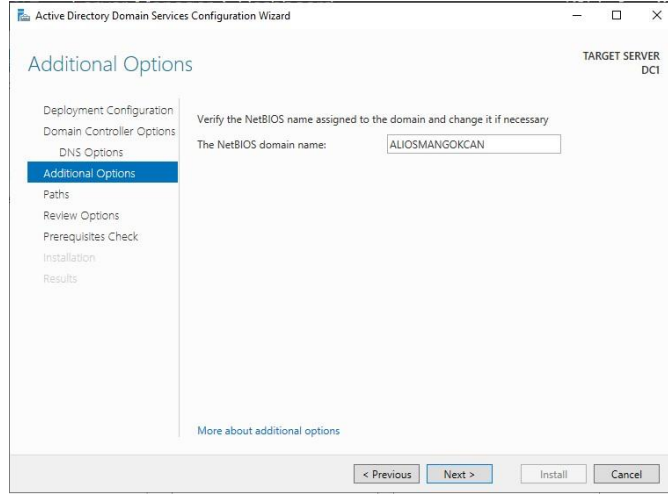 Active Directory Domain Services Configuration Wizard
Additional Options
TARGET SERVER
DC1
Deployment Configuration
Domain Controller Options
DNS Options
Additional Options
Paths
Review Options
Prerequisites Check
Installation
Results
Verify the NetBIOS name assigned to the domain and change it if necessary
The NetBIOS domain name: ALIOSMANGOKCAN
More about additional options
< Previous Next > Install Cancel